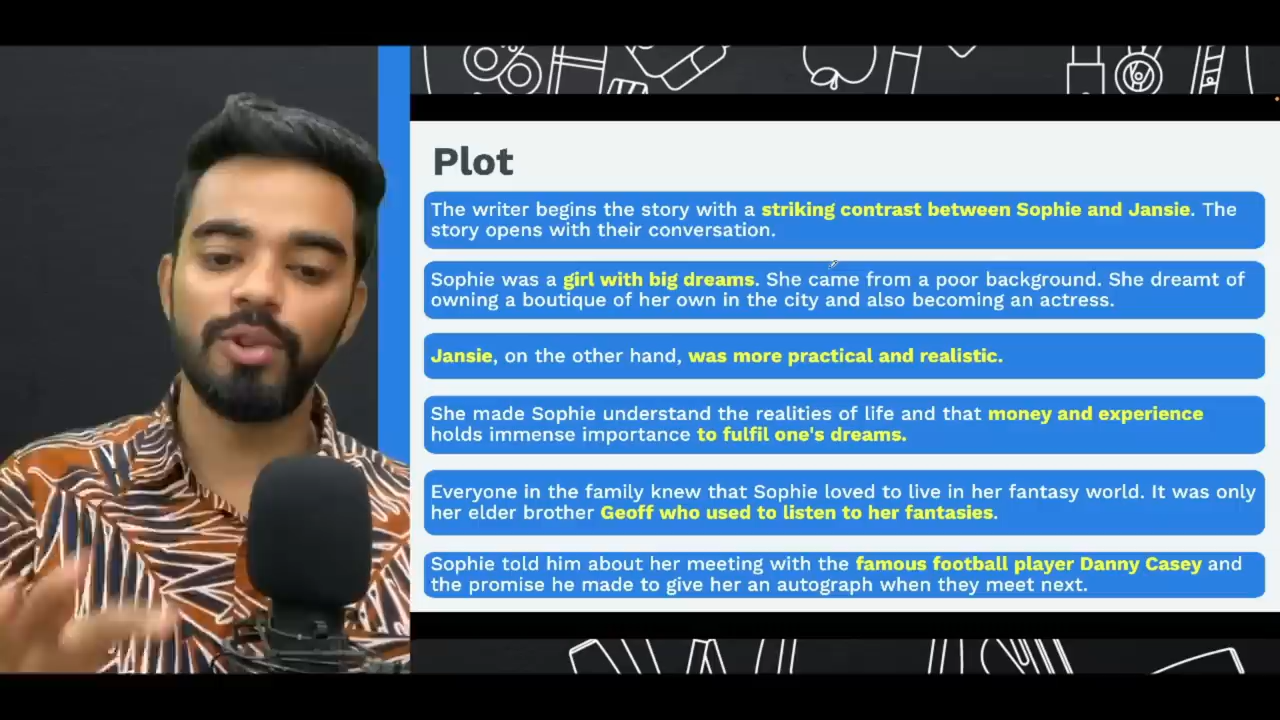 Plot
The writer begins the story with a striking contrast between Sophie and Jansie. The
story opens with their conversation.
Sophie was a girl with big dreams. She came from a poor background. She dreamt of
owning a boutique of her own in the city and also becoming an actress.
Jansie, on the other hand, was more practical and realistic.
She made Sophie understand the realities of life and that money and experience
holds immense importance to fulfil one's dreams.
Everyone in the family knew that Sophie loved to live in her fantasy world. It was only
her elder brother Geoff who used to listen to her fantasies.
Sophie told him about her meeting with the famous football player Danny Casey and
the promise he made to give her an autograph when they meet next.